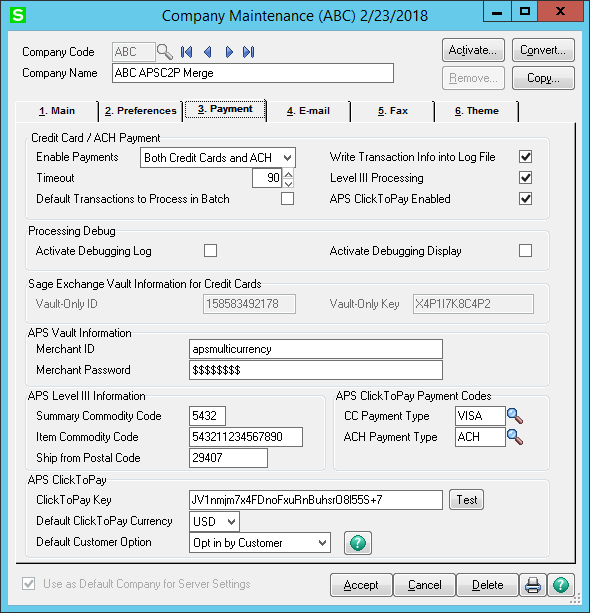 S Company Maintenance (ABC) 2/23/2018
Company Code ABC Activate... Convert...
Company Name ABC APSC2P Merge Remove... Copy...
1. Main 2. Preferences 3. Payment 4. E-mail 5. Fax 6. Theme
Credit Card / ACH Payment
Enable Payments Both Credit Cards and ACH Write Transaction Info into Log File
Timeout 90 Level III Processing
Default Transactions to Process in Batch APS ClickToPay Enabled
Processing Debug
Activate Debugging Log Activate Debugging Display
Sage Exchange Vault Information for Credit Cards
Vault-Only ID 158583492178 Vault-Only Key X4P1I7K8C4P2
APS Vault Information
Merchant ID apsmulticurrency
Merchant Password $$$$$$$$
APS Level III Information APS ClickToPay Payment Codes
Summary Commodity Code 5432 CC Payment Type VISA
Item Commodity Code 543211234567890 ACH Payment Type ACH
Ship from Postal Code 29407
APS ClickToPay
ClickToPay Key JV1nmjm7x4FDnoFxuRnBuhsrO8I55S+7 Test
Default ClickToPay Currency USD
Default Customer Option Opt in by Customer ?
Use as Default Company for Server Settings Accept Cancel Delete ?